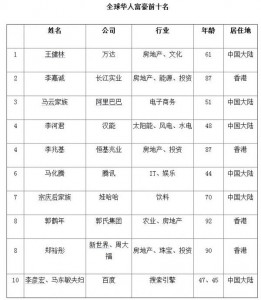 全球华人富豪前十名
姓名 公司 行业 年龄 居住地
1 王健林 万达 房地产、文化 61 中国大陆
2 李嘉诚 长江实业 房地产、能源、投资 87 香港
3 马云家族 阿里巴巴 电子商务 51 中国大陆
4 李河君 汉能 太阳能、风电、水电 48 中国大陆
4 李兆基 恒基兆业 房地产、投资 87 香港
6 马化腾 腾讯 IT、娱乐 44 中国大陆
7 宗庆后家族 娃哈哈 饮料 70 中国大陆
8 郭鹤年 郭氏集团 农业、房地产 92 香港
8 郑裕彤 新世界、周大福 房地产、珠宝、投资 90 香港
10 李彦宏、马东敏夫妇 百度 搜索引擎 47、45 中国大陆